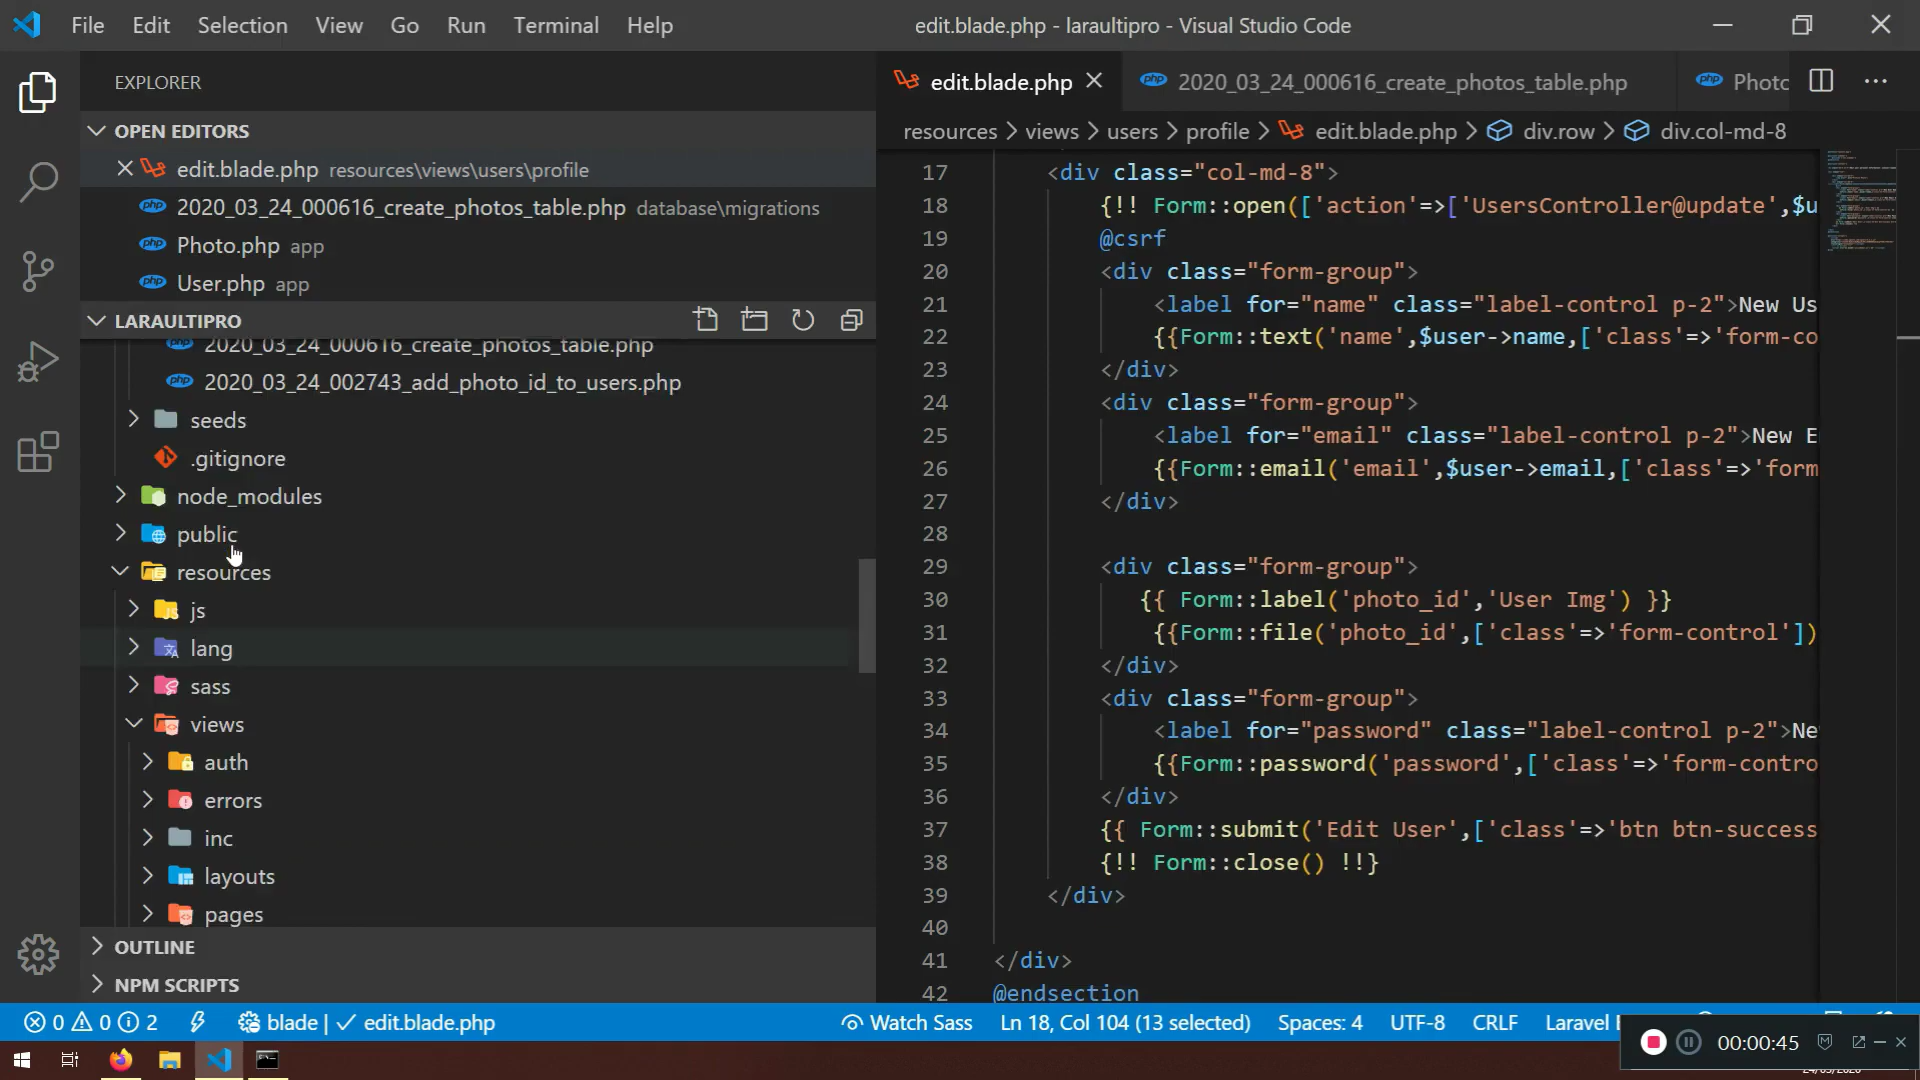 File Edit Selection View Go Run Terminal Help
edit.blade.php - laraultipro - Visual Studio Code
EXPLORER
OPEN EDITORS
edit.blade.php resources\views\users\profile
2020_03_24_000616_create_photos_table.php database\migrations
Photo.php app
User.php app
LARAULTIPRO
2020_03_24_000616_create_photos_table.php
2020_03_24_002743_add_photo_id_to_users.php
seeds
.gitignore
node_modules
public
resources
js
lang
sass
views
auth
errors
inc
layouts
pages
OUTLINE
NPM SCRIPTS
edit.blade.php
2020_03_24_000616_create_photos_table.php
Photo
resources > views > users > profile > edit.blade.php > div.row > div.col-md-8
17 <div class="col-md-8">
18 {!! Form::open(['action'=>['UsersController@update',$u
19 @csrf
20 <div class="form-group">
21 <label for="name" class="label-control p-2">New Us
22 {{Form::text('name',$user->name,['class'=>'form-co
23 </div>
24 <div class="form-group">
25 <label for="email" class="label-control p-2">New E
26 {{Form::email('email',$user->email,['class'=>'form
27 </div>
28
29 <div class="form-group">
30 {{ Form::label('photo_id','User Img') }}
31 {{Form::file('photo_id',['class'=>'form-control'])
32 </div>
33 <div class="form-group">
34 <label for="password" class="label-control p-2">Ne
35 {{Form::password('password',['class'=>'form-contro
36 </div>
37 {{ Form::submit('Edit User',['class'=>'btn btn-success
38 {!! Form::close() !!}
39 </div>
40
41 </div>
42 @endsection
0 0 2 blade | edit.blade.php
Watch Sass Ln 18, Col 104 (13 selected) Spaces: 4 UTF-8 CRLF Laravel
00:00:45